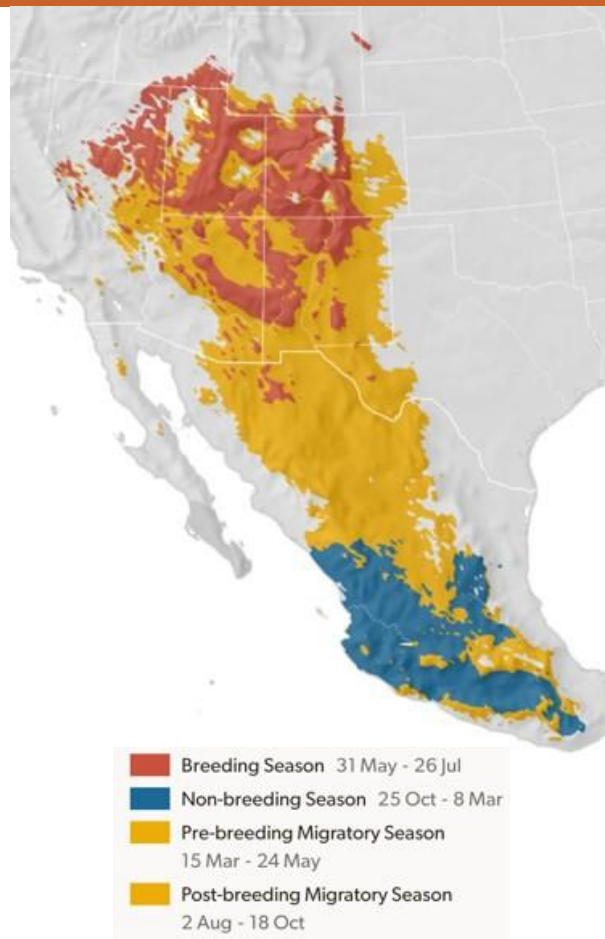 Breeding Season 31 May - 26 Jul
Non-breeding Season 25 Oct - 8 Mar
Pre-breeding Migratory Season
15 Mar - 24 May
Post-breeding Migratory Season
2 Aug - 18 Oct